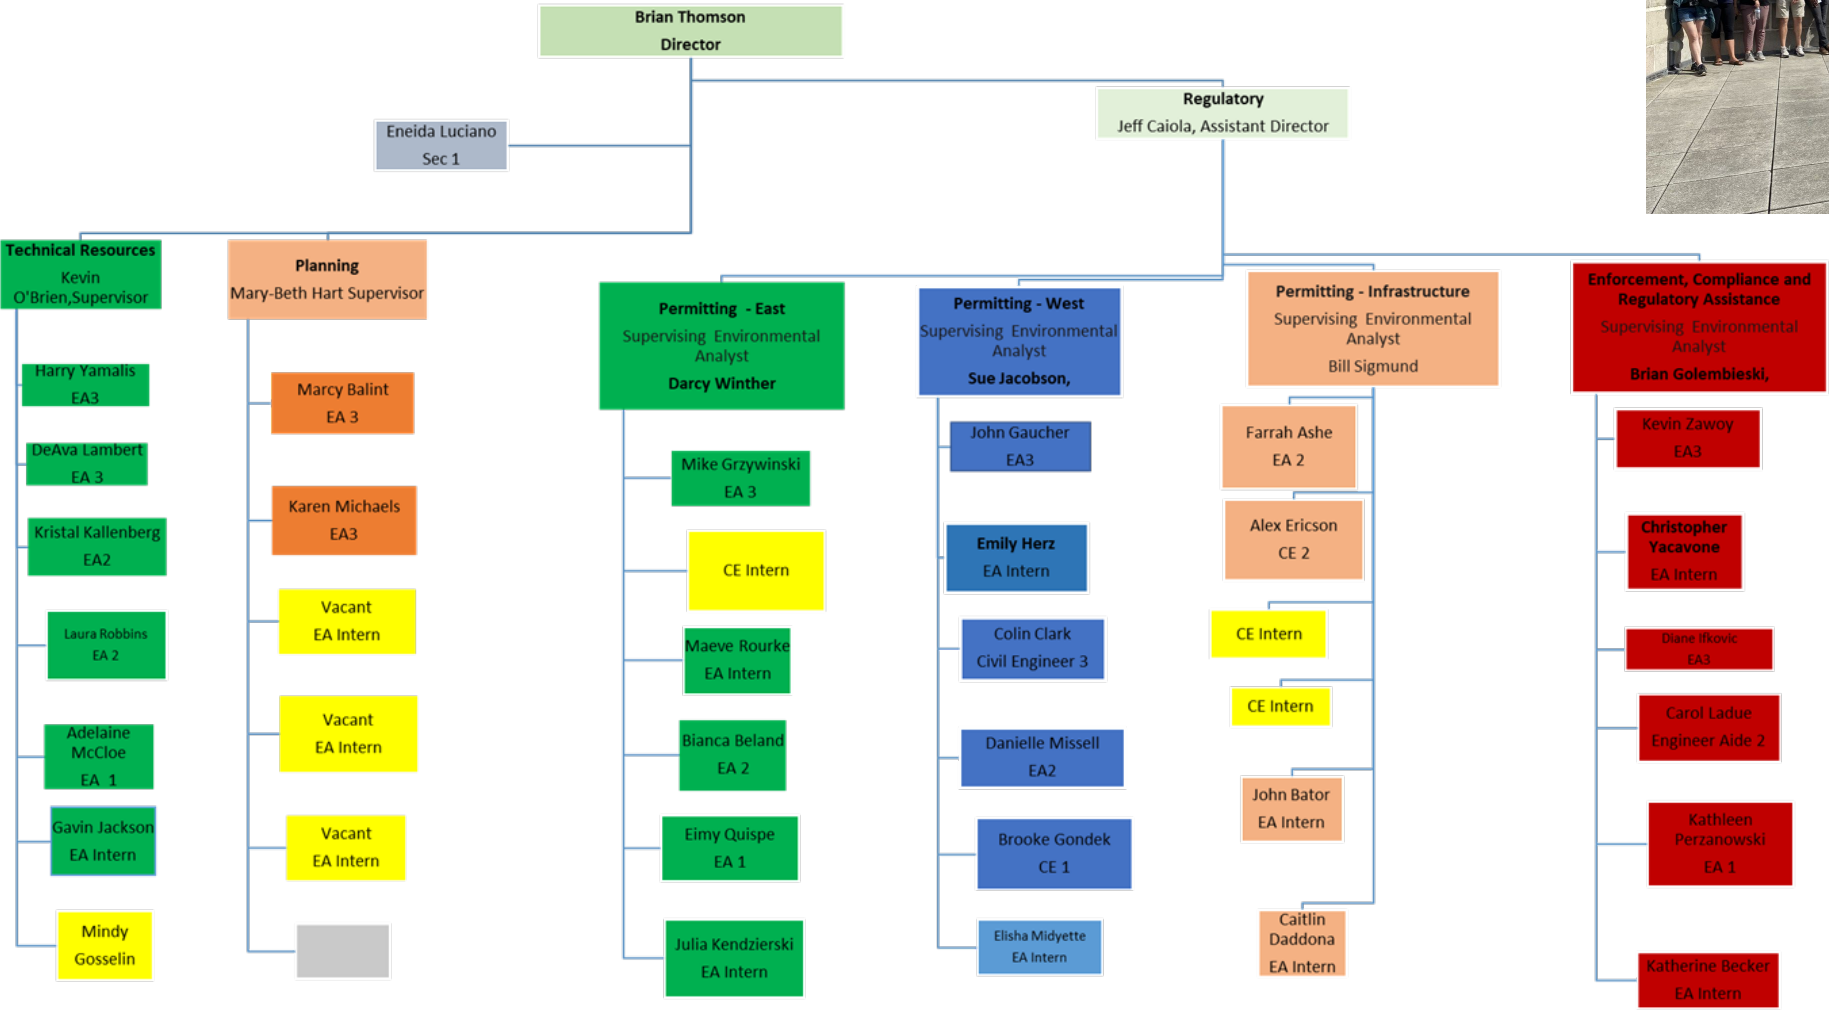 Brian Thomson
Director
Regulatory
Jeff Caiola, Assistant Director
Eneida Luciano
Sec 1
Technical Resources
Kevin
O'Brien,Supervisor
Harry Yamalis
EA3
DeAva Lambert
EA 3
Kristal Kallenberg
EA2
Laura Robbins
EA 2
Adelaine
McCloe
EA 1
Gavin Jackson
EA Intern
Mindy
Gosselin
Planning
Mary-Beth Hart Supervisor
Marcy Balint
EA 3
Karen Michaels
EA3
Vacant
EA Intern
Vacant
EA Intern
Vacant
EA Intern
Permitting - East
Supervising Environmental
Analyst
Darcy Winther
Mike Grzywinski
EA 3
CE Intern
Maeve Rourke
EA Intern
Bianca Beland
EA 2
Eimy Quispe
EA 1
Julia Kendzierski
EA Intern
Permitting - West
Supervising Environmental
Analyst
Sue Jacobson,
John Gaucher
EA3
Emily Herz
EA Intern
Colin Clark
Civil Engineer 3
Danielle Missell
EA2
Brooke Gondek
CE 1
Elisha Midyette
EA Intern
Permitting - Infrastructure
Supervising Environmental
Analyst
Bill Sigmund
Farrah Ashe
EA 2
Alex Ericson
CE 2
CE Intern
CE Intern
John Bator
EA Intern
Caitlin
Daddona
EA Intern
Enforcement, Compliance and
Regulatory Assistance
Supervising Environmental
Analyst
Brian Golembieski,
Kevin Zawoy
EA3
Christopher
Yacavone
EA Intern
Diane Ifkovic
EA3
Carol Ladue
Engineer Aide 2
Kathleen
Perzanowski
EA 1
Katherine Becker
EA Intern